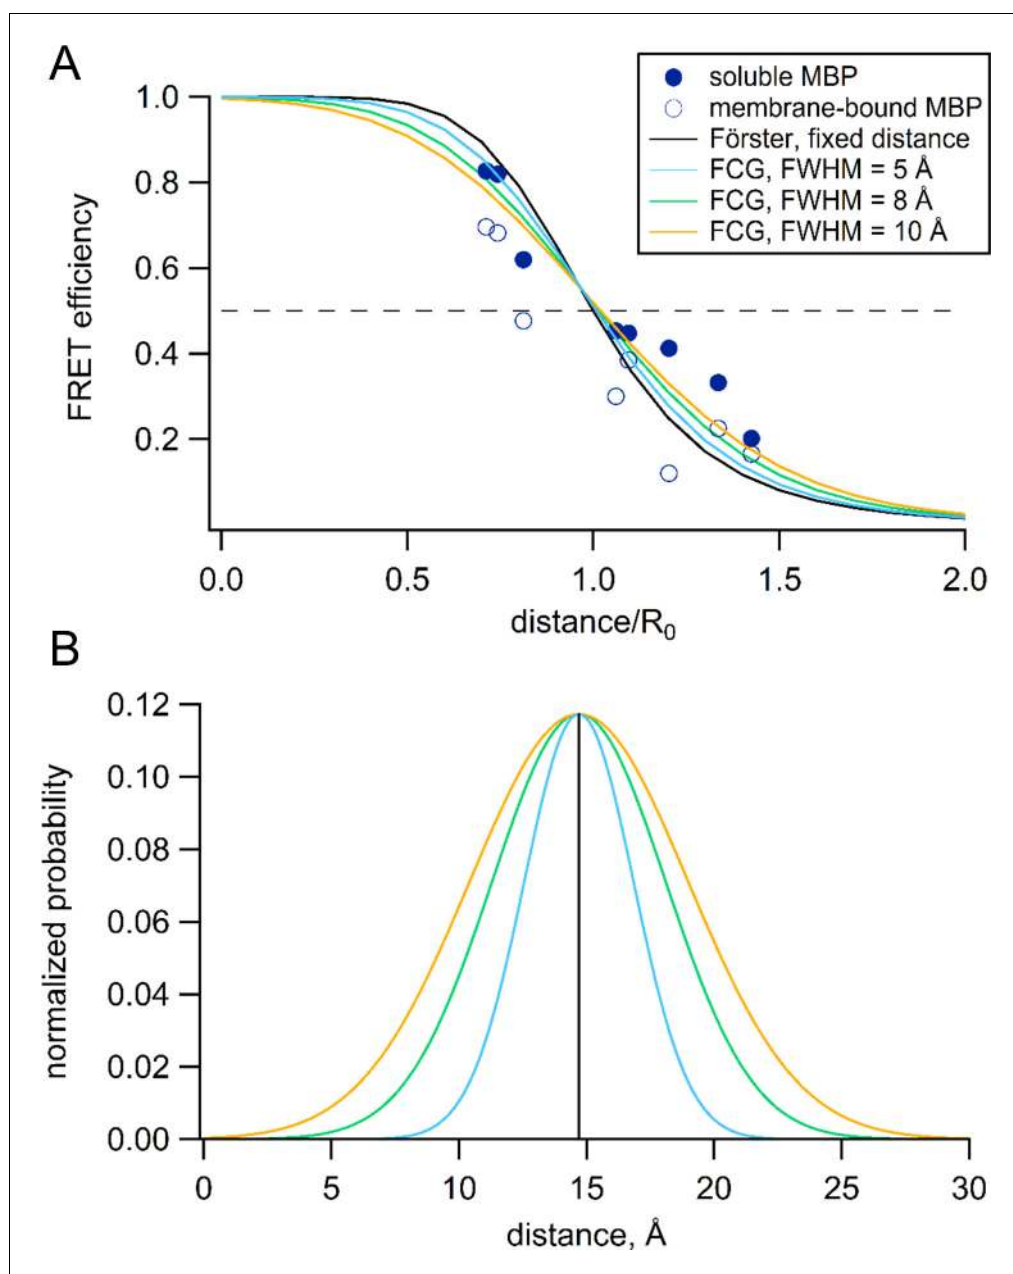 A
soluble MBP
membrane-bound MBP
Förster, fixed distance
FCG, FWHM = 5 Å
FCG, FWHM = 8 Å
FCG, FWHM = 10 Å
1.0
0.8
0.6
0.4
0.2
FRET efficiency
0.0 0.5 1.0 1.5 2.0
distance/R₀
B
0.12
0.10
0.08
0.06
0.04
0.02
0.00
normalized probability
0 5 10 15 20 25 30
distance, Å